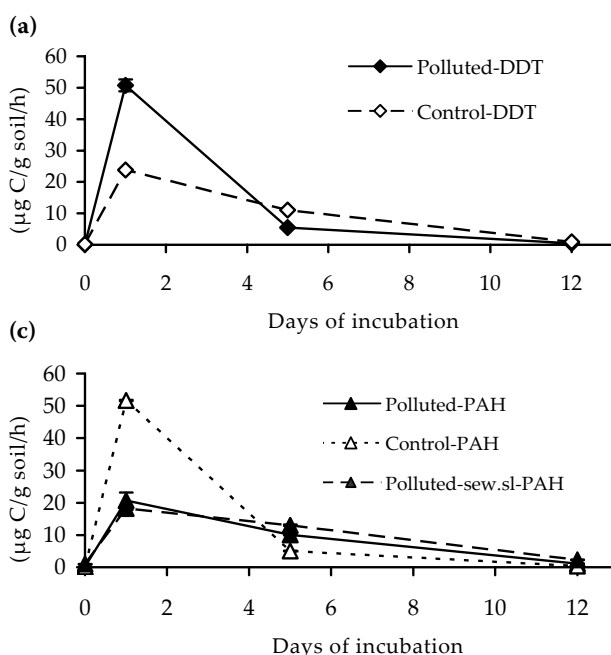 (a)
60
50
40
30
20
10
0
(µg C/g soil/h)
Polluted-DDT
Control-DDT
0 2 4 6 8 10 12
Days of incubation
(c)
60
50
40
30
20
10
0
(µg C/g soil/h)
Polluted-PAH
Control-PAH
Polluted-sew.sl-PAH
0 2 4 6 8 10 12
Days of incubation